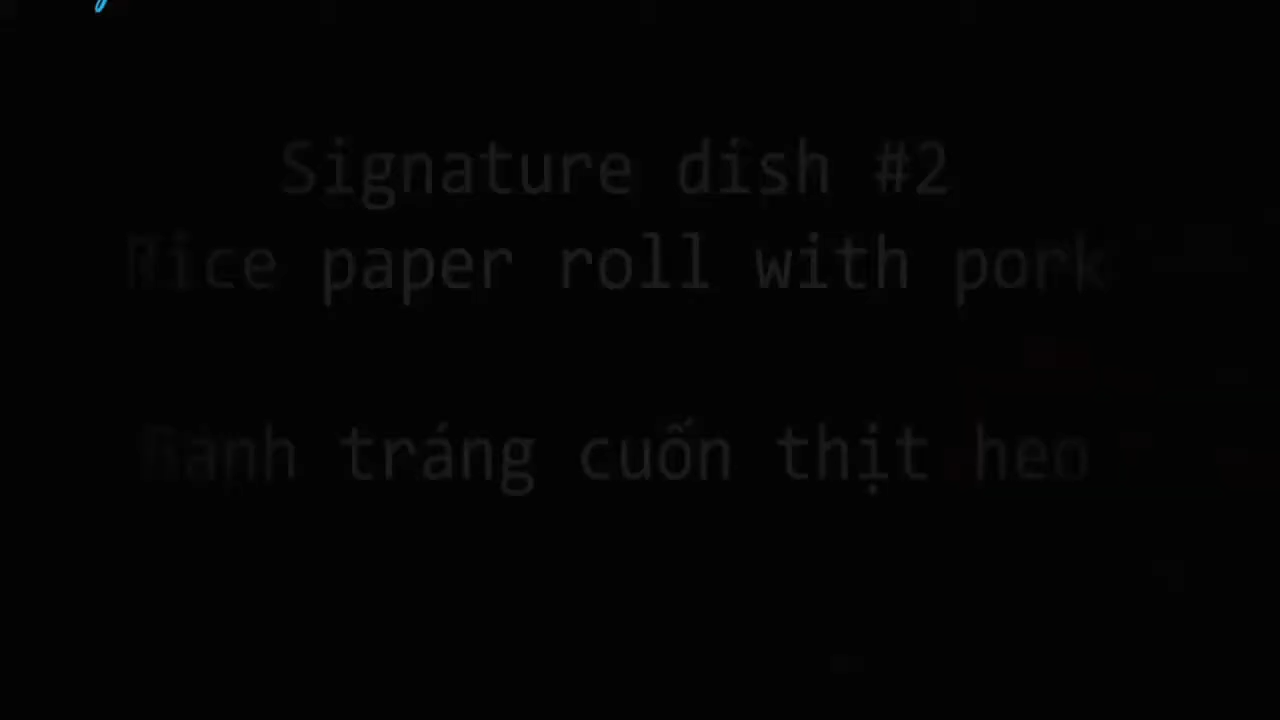 Signature dish #2
Rice paper roll with pork
Bánh tráng cuốn thịt heo